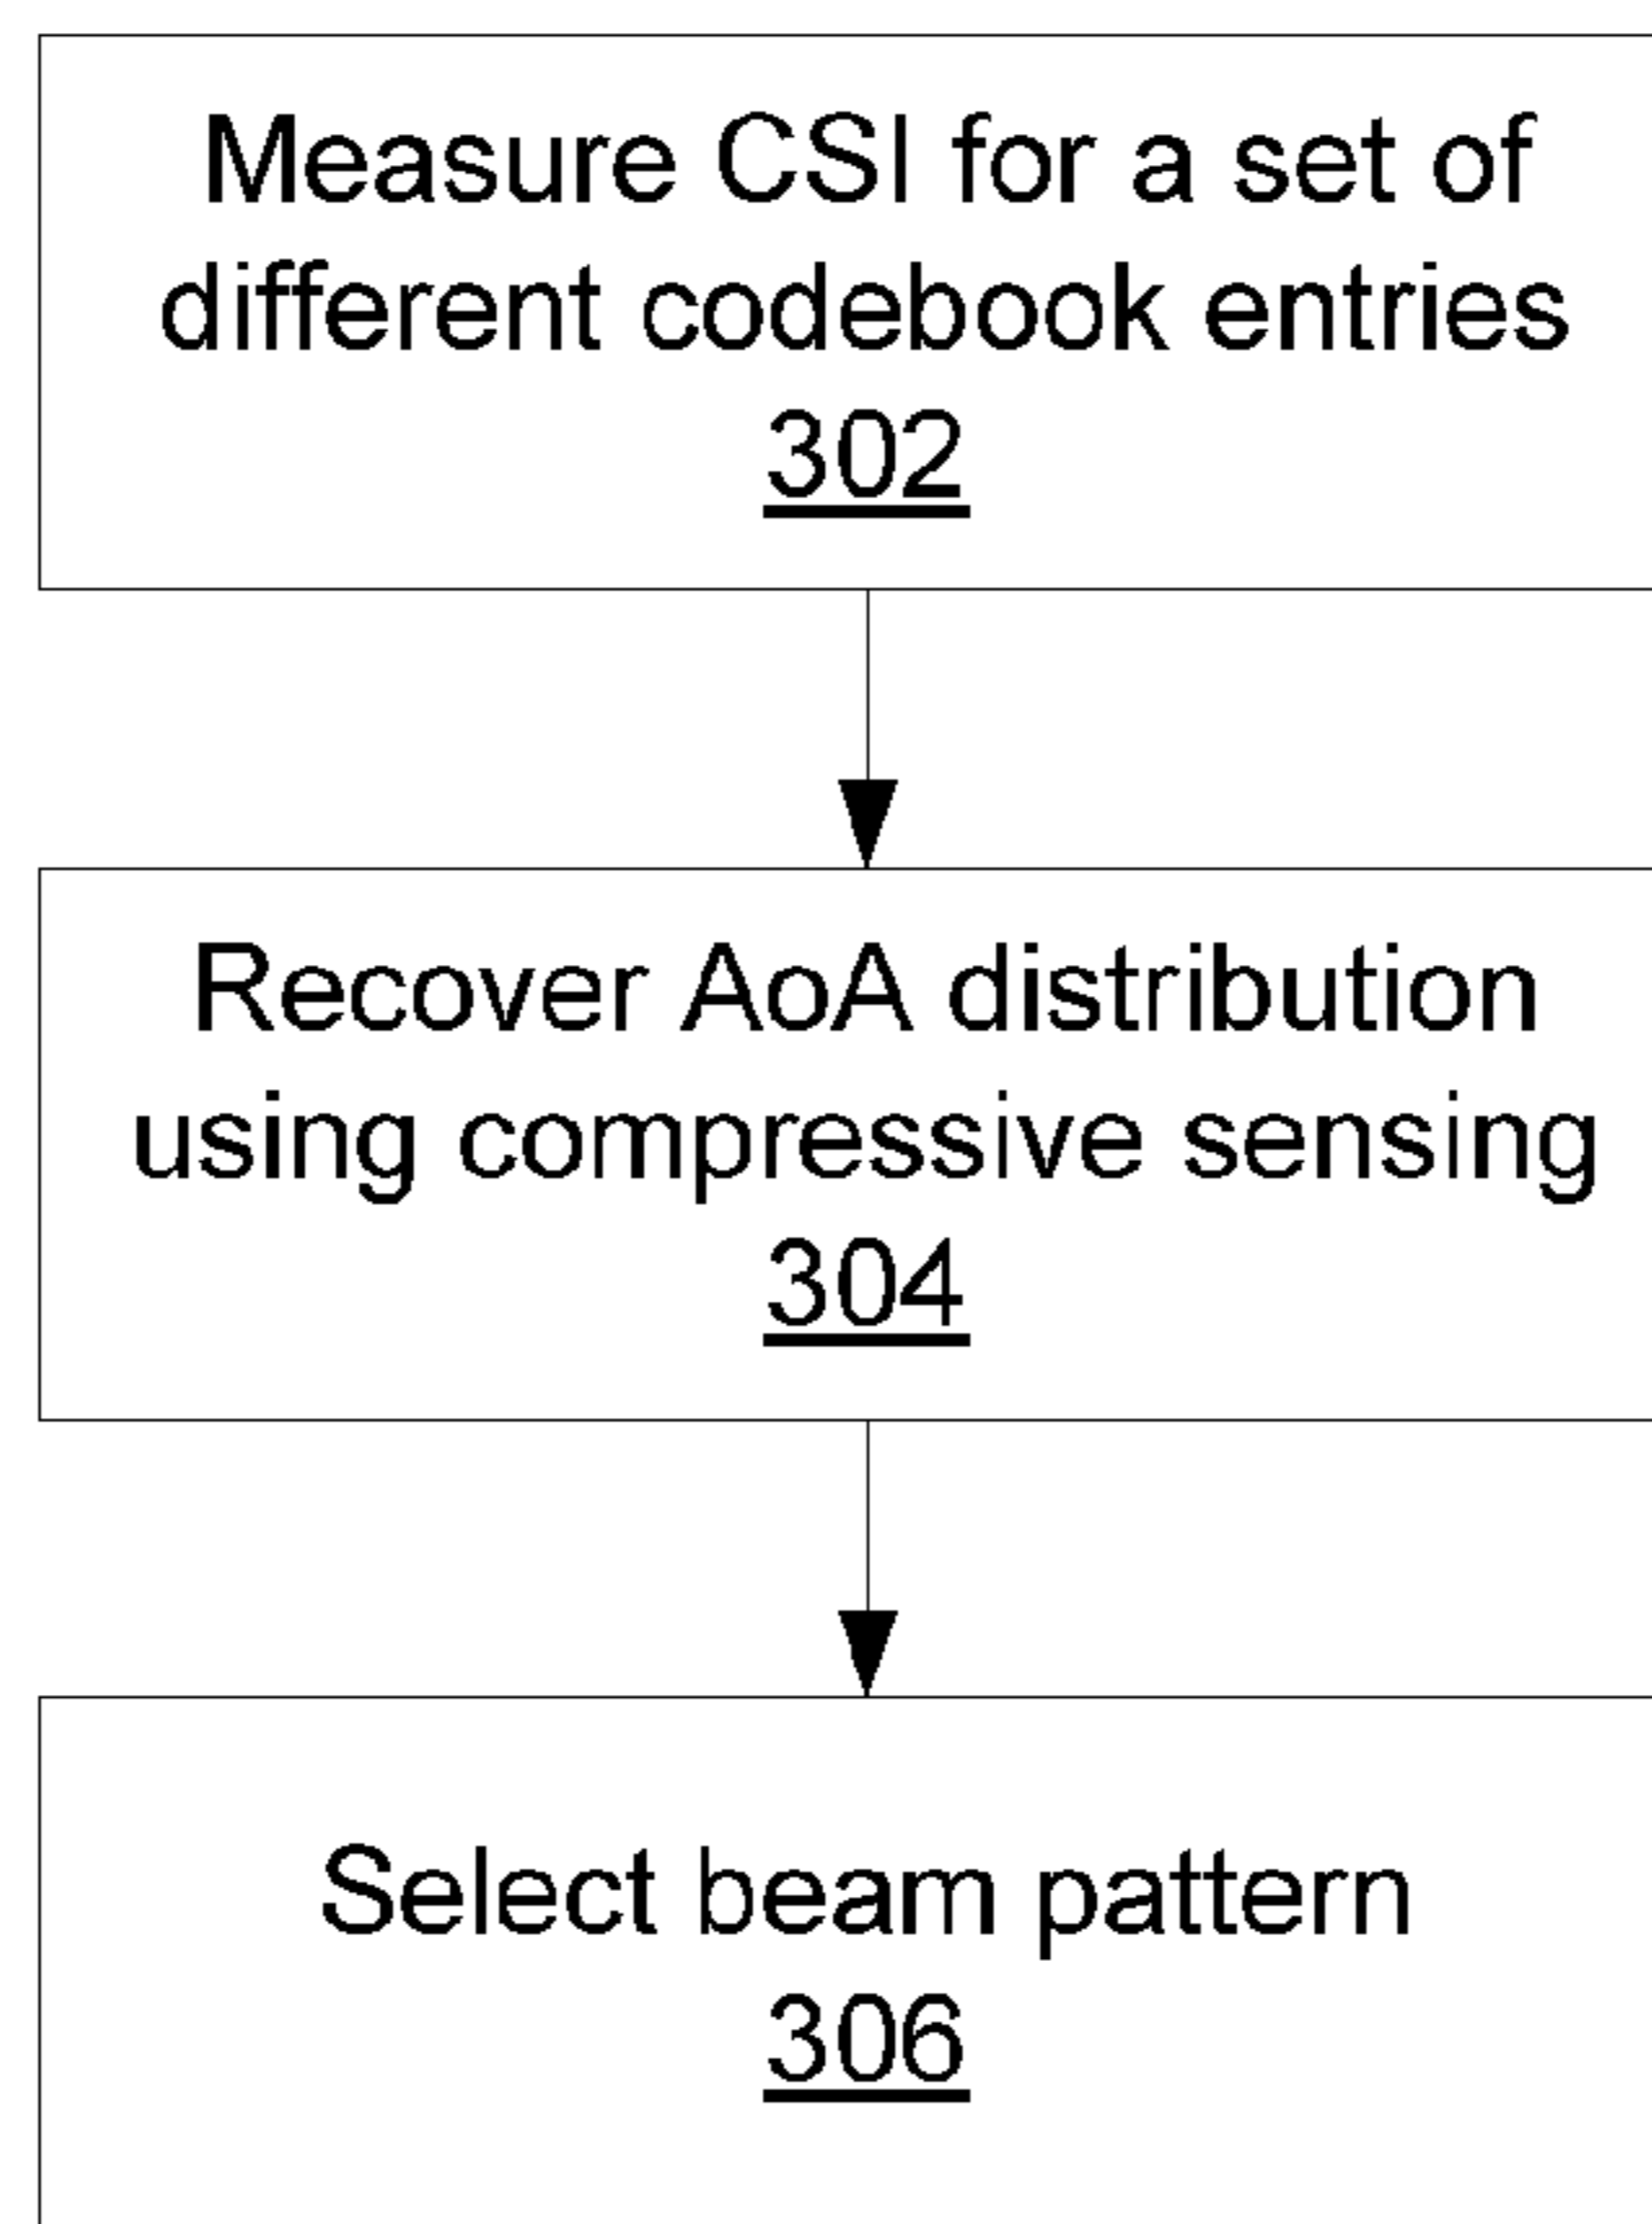 Measure CSI for a set of
different codebook entries
302
Recover AoA distribution
using compressive sensing
304
Select beam pattern
306